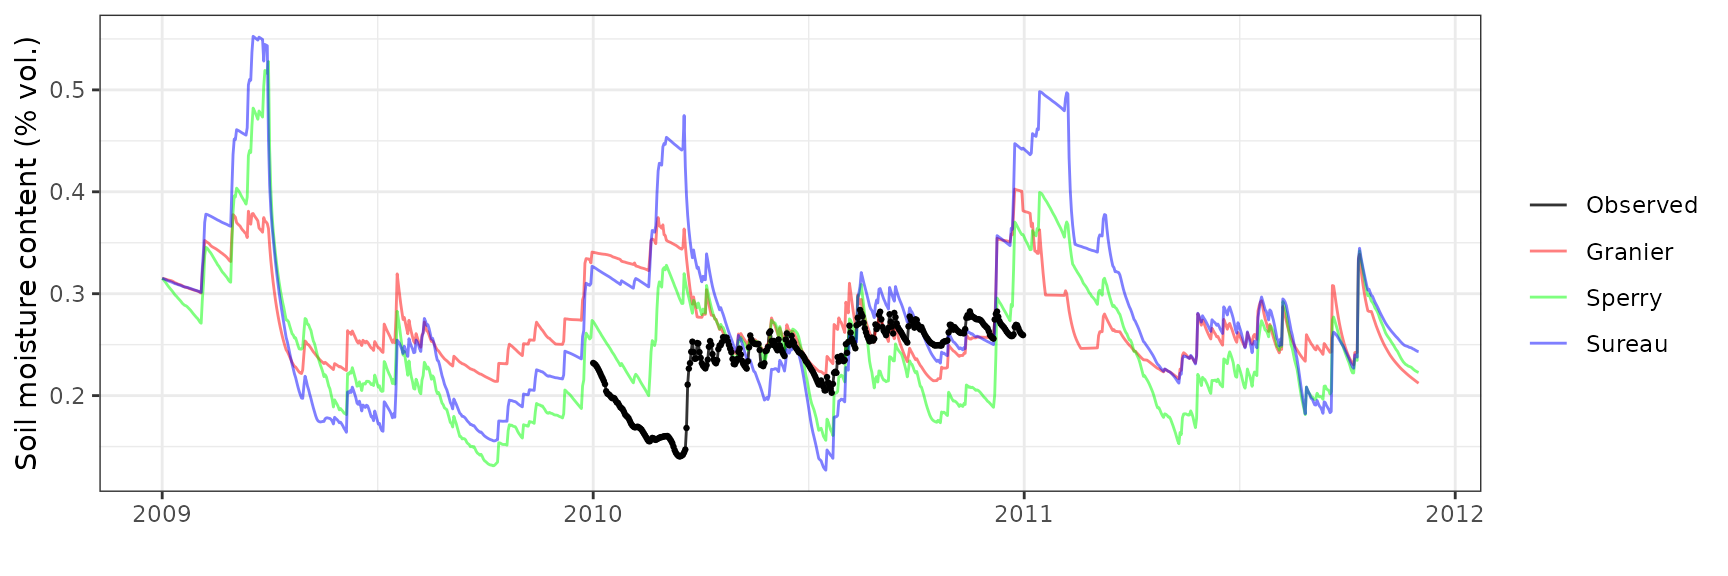 Soil moisture content (% vol.)
0.5
0.4
0.3
0.2
2009
2010
2011
2012
Observed
Granier
Sperry
Sureau